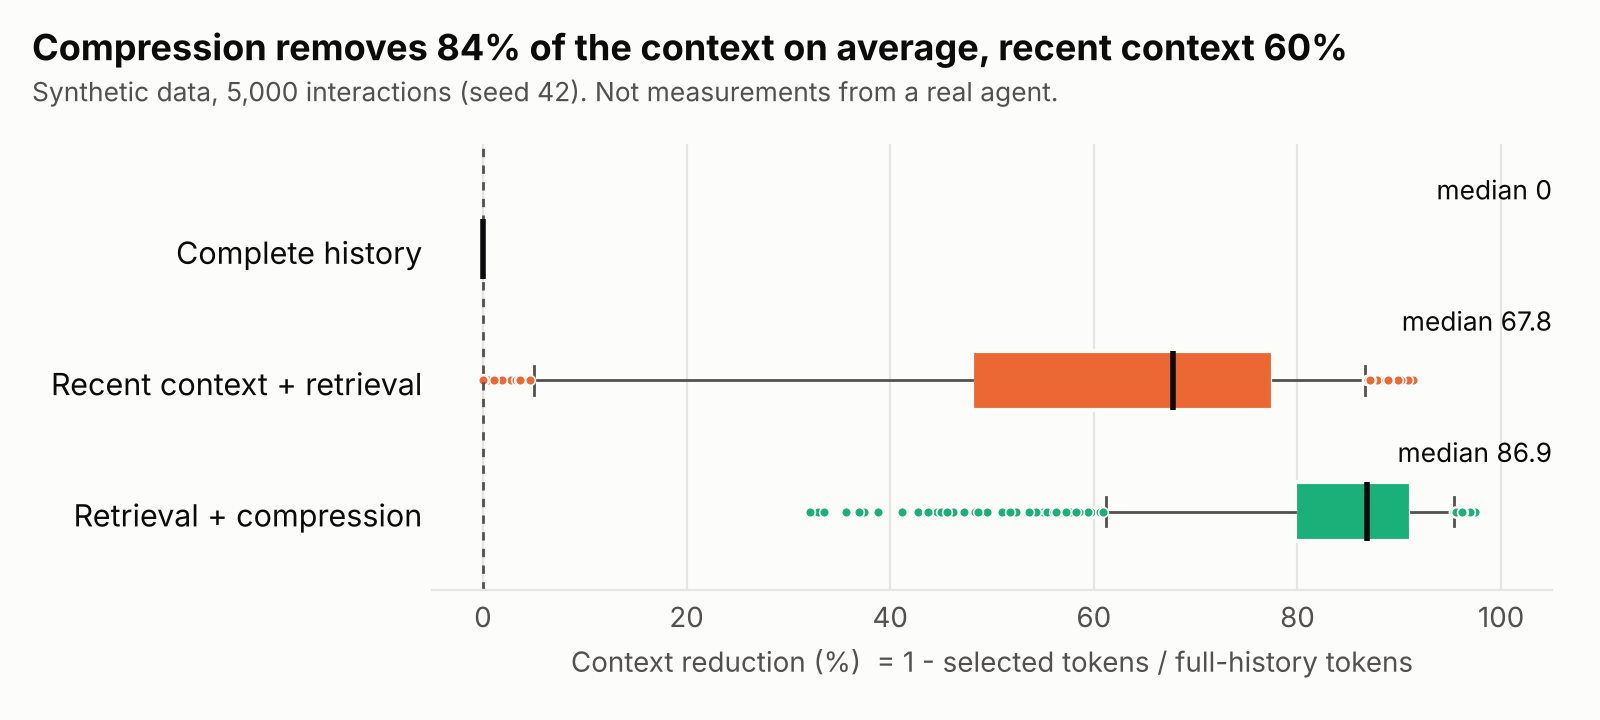 Compression removes 84% of the context on average, recent context 60%
Synthetic data, 5,000 interactions (seed 42). Not measurements from a real agent.
median 0
Complete history
median 67.8
Recent context + retrieval
median 86.9
Retrieval + compression
0 20 40 60 80 100
Context reduction (%) = 1 - selected tokens / full-history tokens